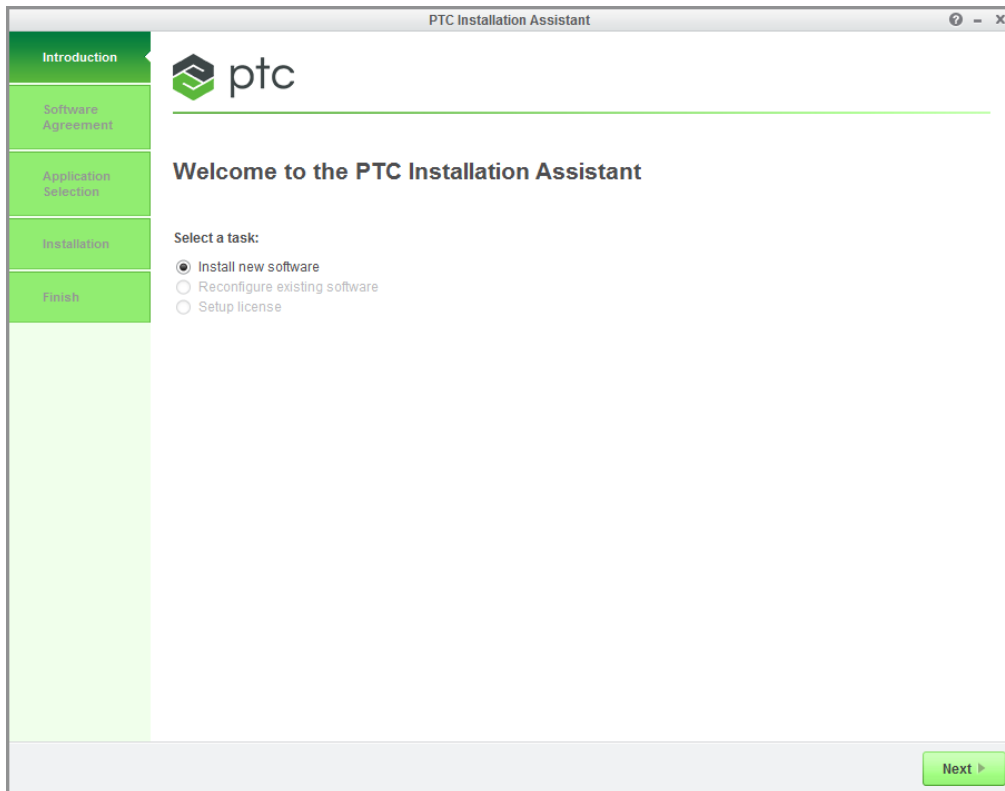 PTC Installation Assistant
Introduction
Software
Agreement
Application
Selection
Installation
Finish
ptc
Welcome to the PTC Installation Assistant
Select a task:
Install new software
Reconfigure existing software
Setup license
Next